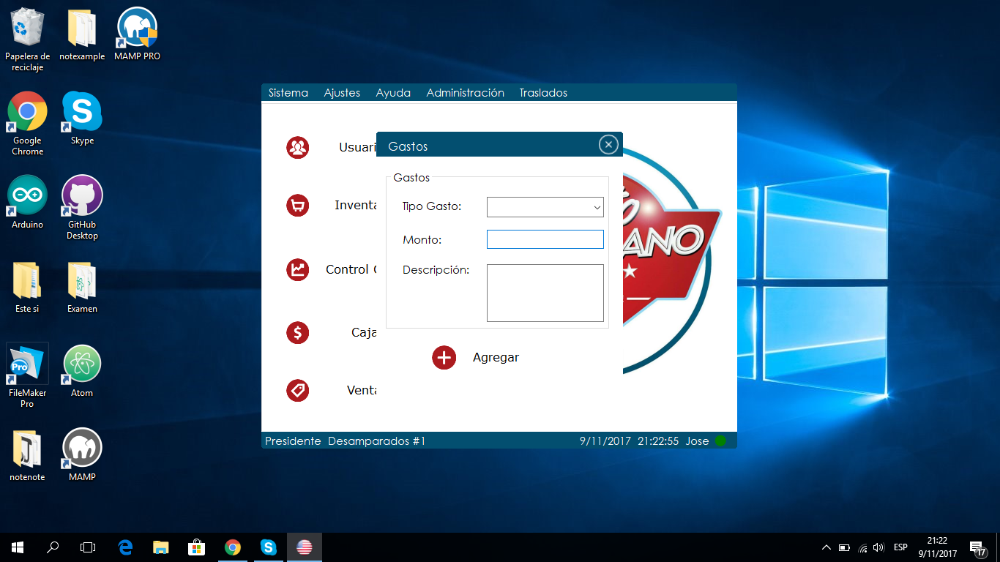 Papelera de
reciclaje
notexample
MAMP PRO
Google
Chrome
Skype
Arduino
GitHub
Desktop
Este si
Examen
FileMaker
Pro
Atom
notenote
MAMP
Pro
Sistema Ajustes Ayuda Administración Traslados
Gastos
Gastos
Tipo Gasto:
Monto:
Descripción:
Agregar
Usuari
Inventa
Control
Caja
Venta
ANO
Presidente Desamparados #1 9/11/2017 21:22:55 Jose
ESP
21:22
9/11/2017
17